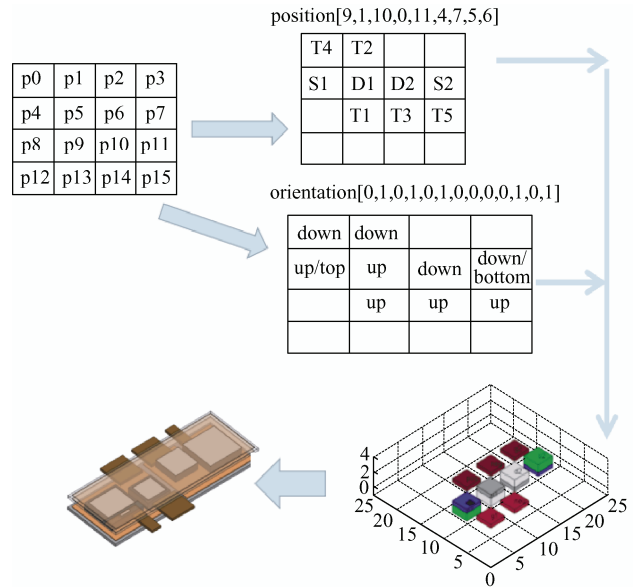 position[9,1,10,0,11,4,7,5,6]
T4 T2
S1 D1 D2 S2
T1 T3 T5
p0 p1 p2 p3
p4 p5 p6 p7
p8 p9 p10 p11
p12 p13 p14 p15
orientation[0,1,0,1,0,1,0,0,0,0,1,0,1]
down down
up/top up down down/
bottom
up up up
4
2
0
25
20
15
10
5
0
5
10
15
20
25